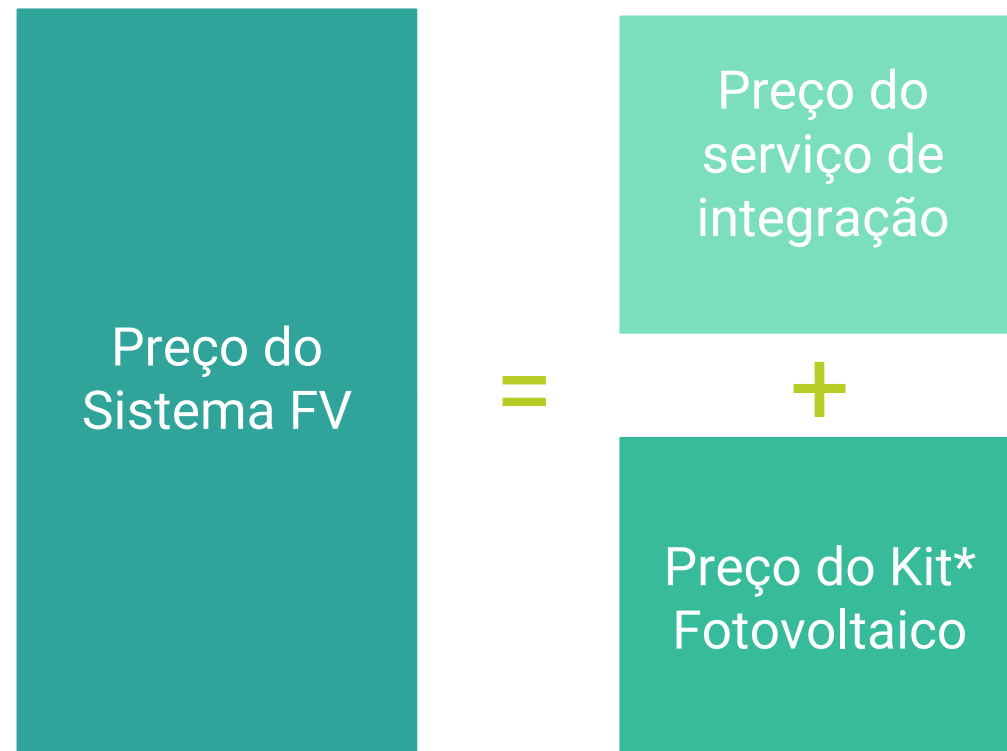 Preço do
Sistema FV
=
Preço do
serviço de
integração
+
Preço do Kit*
Fotovoltaico